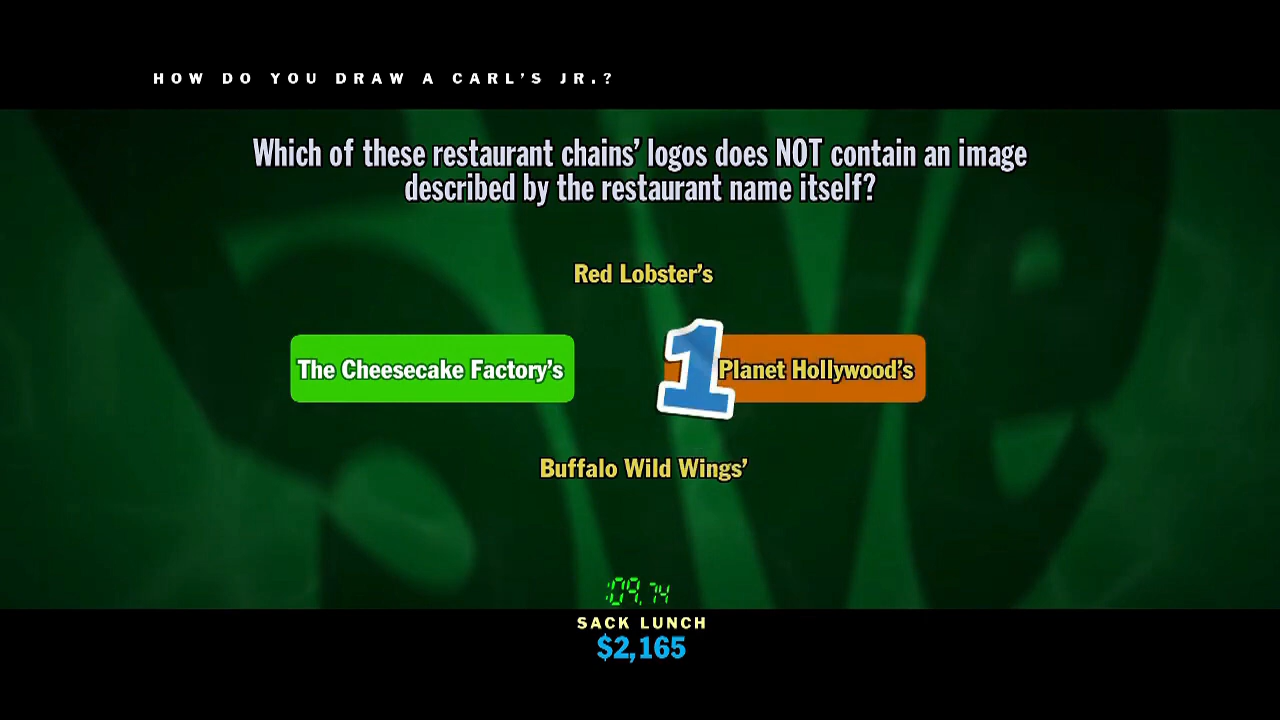 HOW DO YOU DRAW A CARL'S JR.?
Which of these restaurant chains' logos does NOT contain an image
described by the restaurant name itself?
Red Lobster's
The Cheesecake Factory's
1 Planet Hollywood's
Buffalo Wild Wings'
:09.74
SACK LUNCH
$2,165